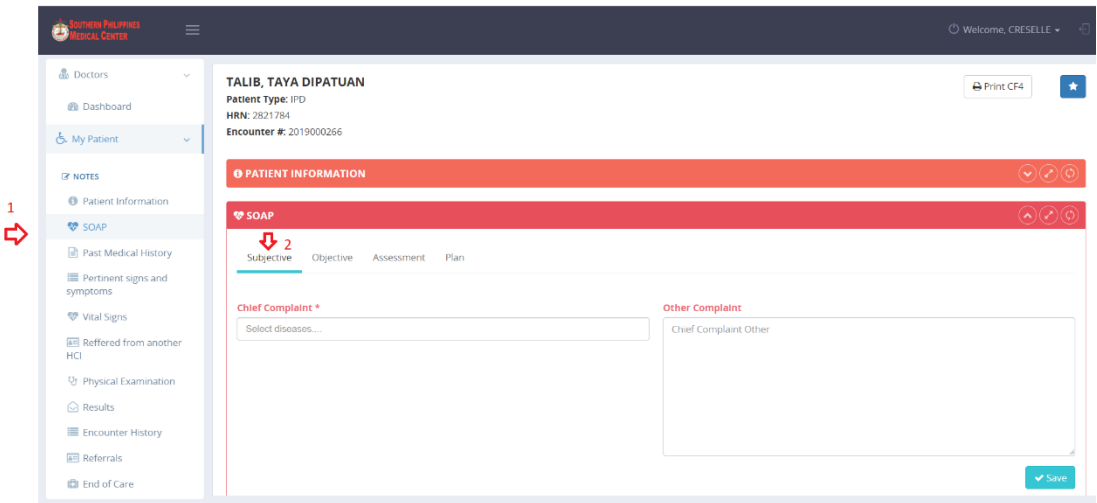 SOUTHERN PHILIPPINES
MEDICAL CENTER
Welcome, CRESELLE
Doctors
Dashboard
My Patient
NOTES
Patient Information
1
SOAP
Past Medical History
Pertinent signs and
symptoms
Vital Signs
Reffered from another
HCI
Physical Examination
Results
Encounter History
Referrals
End of Care
TALIB, TAYA DIPATUAN
Patient Type: IPD
HRN: 2821784
Encounter #: 2019000266
Print CF4
PATIENT INFORMATION
SOAP
2
Subjective Objective Assessment Plan
Chief Complaint *
Select diseases....
Other Complaint
Chief Complaint Other
Save